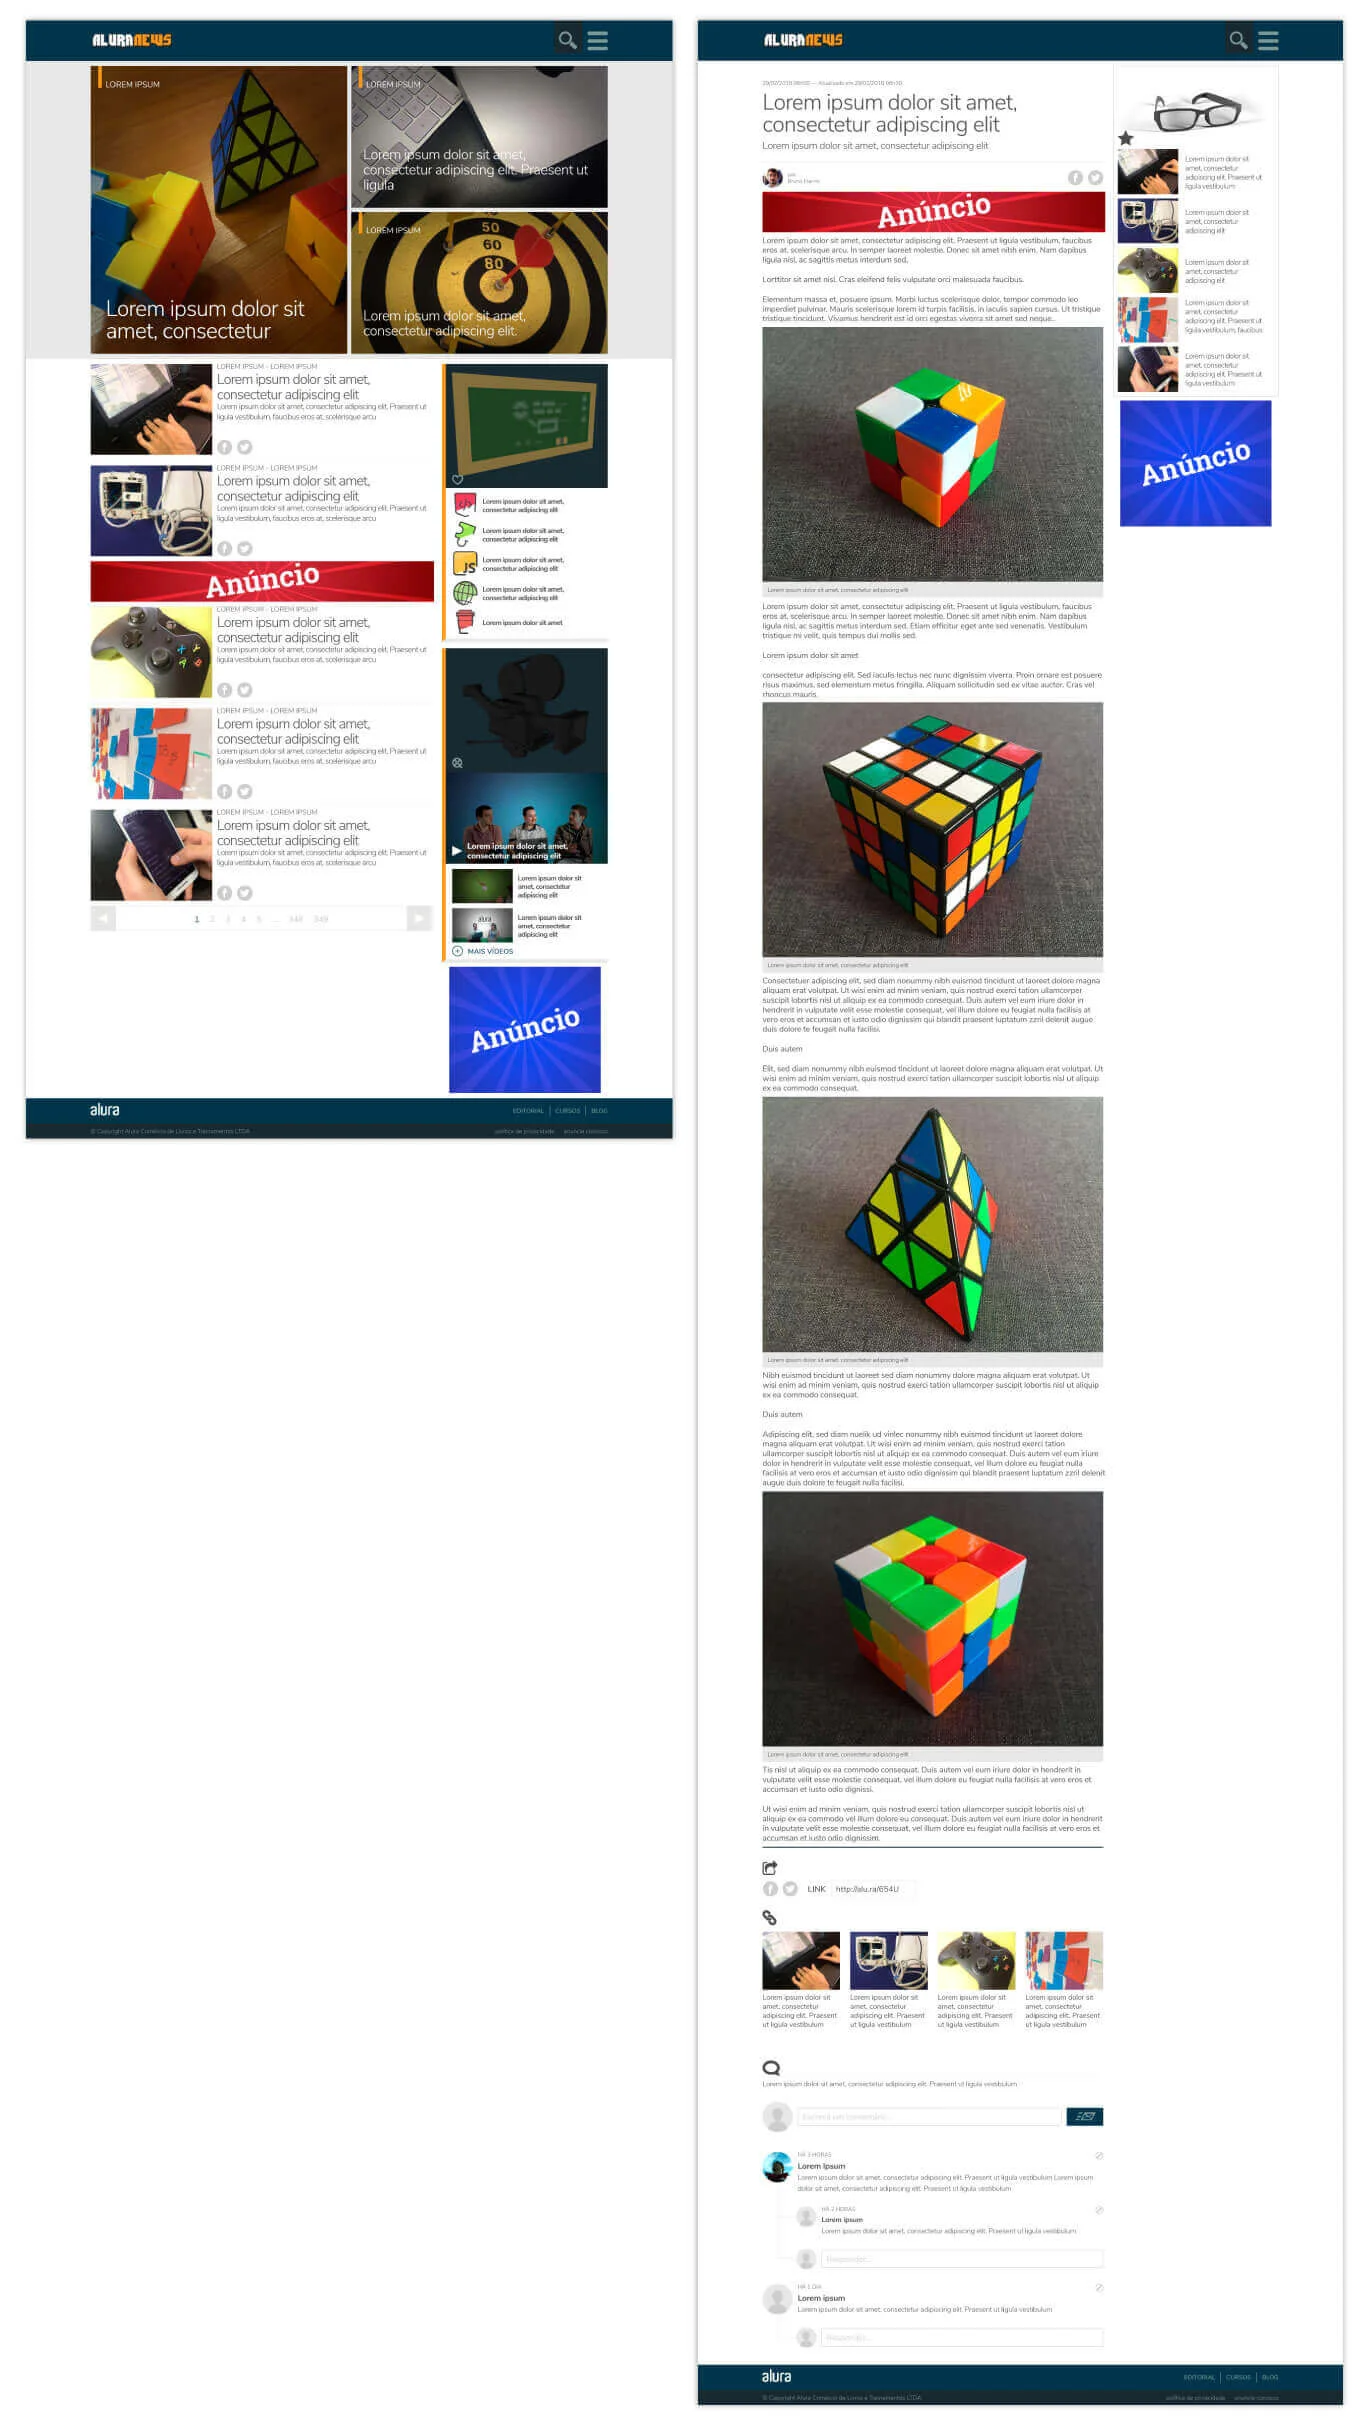 ALURANEWS
LOREM IPSUM
Lorem ipsum dolor sit
amet, consectetur
LOREM IPSUM
Lorem ipsum dolor sit amet,
consectetur adipiscing elit. Praesent ut
ligula
LOREM IPSUM
50
60
80
Lorem ipsum dolor sit amet,
consectetur adipiscing elit.
LOREM IPSUM - LOREM IPSUM
Lorem ipsum dolor sit amet,
consectetur adipiscing elit
Lorem ipsum dolor sit amet, consectetur adipiscing elit. Praesent ut
ligula vestibulum, faucibus eros at, scelerisque arcu
LOREM IPSUM - LOREM IPSUM
Lorem ipsum dolor sit amet,
consectetur adipiscing elit
Lorem ipsum dolor sit amet, consectetur adipiscing elit. Praesent ut
ligula vestibulum, faucibus eros at, scelerisque arcu
Anúncio
LOREM IPSUM - LOREM IPSUM
Lorem ipsum dolor sit amet,
consectetur adipiscing elit
Lorem ipsum dolor sit amet, consectetur adipiscing elit. Praesent ut
ligula vestibulum, faucibus eros at, scelerisque arcu
LOREM IPSUM - LOREM IPSUM
Lorem ipsum dolor sit amet,
consectetur adipiscing elit
Lorem ipsum dolor sit amet, consectetur adipiscing elit. Praesent ut
ligula vestibulum, faucibus eros at, scelerisque arcu
LOREM IPSUM - LOREM IPSUM
Lorem ipsum dolor sit amet,
consectetur adipiscing elit
Lorem ipsum dolor sit amet, consectetur adipiscing elit. Praesent ut
ligula vestibulum, faucibus eros at, scelerisque arcu
1 2 3 4 5 ... 348 349
Lorem ipsum dolor sit amet,
consectetur adipiscing elit
Lorem ipsum dolor sit amet,
consectetur adipiscing elit
JS
Lorem ipsum dolor sit amet,
consectetur adipiscing elit
Lorem ipsum dolor sit amet,
consectetur adipiscing elit
Lorem ipsum dolor sit amet
Lorem ipsum dolor sit amet,
consectetur adipiscing elit
Lorem ipsum dolor sit
amet, consectetur
adipiscing elit
alura
Lorem ipsum dolor sit
amet, consectetur
adipiscing elit
MAIS VÍDEOS
Anúncio
alura
EDITORIAL CURSOS BLOG
© Copyright Alura Comércio de Livros e Treinamentos LTDA
política de privacidade anuncie conosco
ALURANEWS
Lorem ipsum dolor sit amet,
consectetur adipiscing elit
Lorem ipsum dolor sit amet, consectetur adipiscing elit
Anúncio
Lorem ipsum dolor sit amet, consectetur adipiscing elit. Praesent ut ligula vestibulum, faucibus
eros at, scelerisque arcu. In semper laoreet molestie. Donec sit amet nibh enim. Nam dapibus
ligula nisl, ac sagittis metus interdum sed.
Lorttitor sit amet nisl. Cras eleifend felis vulputate orci malesuada faucibus.
Elementum massa et, posuere ipsum. Morbi luctus scelerisque dolor, tempor commodo leo
imperdiet pulvinar. Mauris scelerisque lorem id turpis facilisis, in iaculis sapien cursus. Ut tristique
tristique tincidunt. Vivamus hendrerit est id orci egestas viverra sit amet sed neque..
Lorem ipsum dolor sit amet, consectetur adipiscing elit
Lorem ipsum dolor sit amet, consectetur adipiscing elit. Praesent ut ligula vestibulum, faucibus
eros at, scelerisque arcu. In semper laoreet molestie. Donec sit amet nibh enim. Nam dapibus
ligula nisl, ac sagittis metus interdum sed. Etiam efficitur eget ante sed venenatis. Vestibulum
tristique mi velit, quis tempus dui mollis sed.
Lorem ipsum dolor sit amet
consectetur adipiscing elit. Sed iaculis lectus nec nunc dignissim viverra. Proin ornare est posuere
risus maximus, sed elementum metus fringilla. Aliquam sollicitudin sed ex vitae auctor. Cras vel
rhoncus mauris.
Lorem ipsum dolor sit amet, consectetur adipiscing elit
Consectetuer adipiscing elit, sed diam nonummy nibh euismod tincidunt ut laoreet dolore magna
aliquam erat volutpat. Ut wisi enim ad minim veniam, quis nostrud exerci tation ullamcorper
suscipit lobortis nisl ut aliquip ex ea commodo consequat. Duis autem vel eum iriure dolor in
hendrerit in vulputate velit esse molestie consequat, vel illum dolore eu feugiat nulla facilisis at
vero eros et accumsan et iusto odio dignissim qui blandit praesent luptatum zzril delenit augue
duis dolore te feugait nulla facilisi.
Duis autem
Elit, sed diam nonummy nibh euismod tincidunt ut laoreet dolore magna aliquam erat volutpat. Ut
wisi enim ad minim veniam, quis nostrud exerci tation ullamcorper suscipit lobortis nisl ut aliquip
ex ea commodo consequat.
Lorem ipsum dolor sit amet, consectetur adipiscing elit
Nibh euismod tincidunt ut laoreet sed diam nonummy dolore magna aliquam erat volutpat. Ut
wisi enim ad minim veniam, quis nostrud exerci tation ullamcorper suscipit lobortis nisl ut aliquip
ex ea commodo consequat.
Duis autem
Adipiscing elit, sed diam nuelik ud vinlec nonummy nibh euismod tincidunt ut laoreet dolore
magna aliquam erat volutpat. Ut wisi enim ad minim veniam, quis nostrud exerci tation
ullamcorper suscipit lobortis nisl ut aliquip ex ea commodo consequat. Duis autem vel eum iriure
dolor in hendrerit in vulputate velit esse molestie consequat, vel illum dolore eu feugiat nulla
facilisis at vero eros et accumsan et iusto odio dignissim qui blandit praesent luptatum zzril delenit
augue duis dolore te feugait nulla facilisi.
Lorem ipsum dolor sit amet, consectetur adipiscing elit
Tis nisl ut aliquip ex ea commodo consequat. Duis autem vel eum iriure dolor in hendrerit in
vulputate velit esse molestie consequat, vel illum dolore eu feugiat nulla facilisis at vero eros et
accumsan et iusto odio dignissi.
Ut wisi enim ad minim veniam, quis nostrud exerci tation ullamcorper suscipit lobortis nisl ut
aliquip ex ea commodo vel illum dolore eu consequat. Duis autem vel eum iriure dolor in hendrerit
in vulputate velit esse molestie consequat, vel illum dolore eu feugiat nulla facilisis at vero eros et
accumsan et iusto odio dignissim.
LINK http://alu.ra/654U
Lorem ipsum dolor sit
amet, consectetur
adipiscing elit. Praesent
ut ligula vestibulum
Lorem ipsum dolor sit
amet, consectetur
adipiscing elit. Praesent
ut ligula vestibulum
Lorem ipsum dolor sit
amet, consectetur
adipiscing elit. Praesent
ut ligula vestibulum
Lorem ipsum dolor sit
amet, consectetur
adipiscing elit. Praesent
ut ligula vestibulum
Lorem ipsum dolor sit amet, consectetur adipiscing elit. Praesent ut ligula vestibulum
Escreva um comentário...
HÁ 3 HORAS
Lorem Ipsum
Lorem ipsum dolor sit amet, consectetur adipiscing elit. Praesent ut ligula vestibulum Lorem ipsum
dolor sit amet, consectetur adipiscing elit. Praesent ut ligula vestibulum
HÁ 2 HORAS
Lorem ipsum
Lorem ipsum dolor sit amet, consectetur adipiscing elit. Praesent ut ligula vestibulum
Responder...
HÁ 1 DIA
Lorem ipsum
Lorem ipsum dolor sit amet, consectetur adipiscing elit. Praesent ut ligula vestibulum
Responder...
Lorem ipsum dolor sit
amet, consectetur
adipiscing elit. Praesent ut
ligula vestibulum
Lorem ipsum dolor sit
amet, consectetur
adipiscing elit
Lorem ipsum dolor sit
amet, consectetur
adipiscing elit
Lorem ipsum dolor sit
amet, consectetur
adipiscing elit. Praesent ut
ligula vestibulum, faucibus
Lorem ipsum dolor sit
amet, consectetur
adipiscing elit. Praesent ut
ligula vestibulum
Anúncio
alura
EDITORIAL CURSOS BLOG
© Copyright Alura Comércio de Livros e Treinamentos LTDA
política de privacidade anuncie conosco